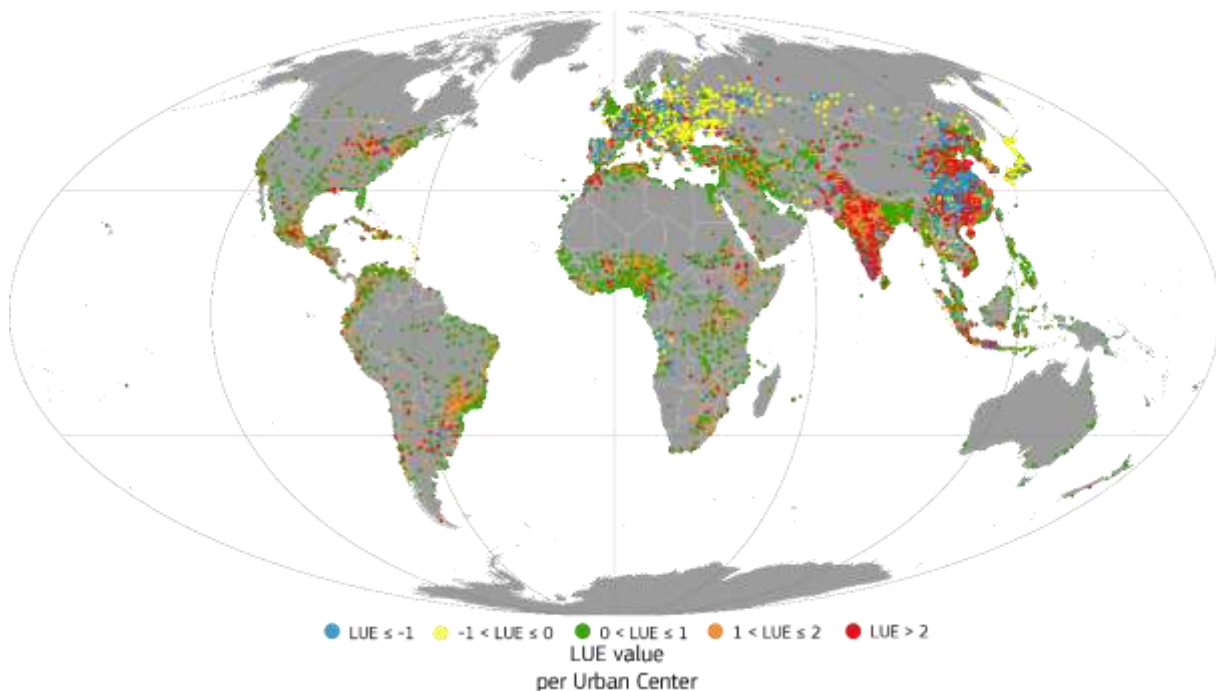 LUE ≤ -1 -1 < LUE ≤ 0 0 < LUE ≤ 1 1 < LUE ≤ 2 LUE > 2
LUE value
per Urban Center